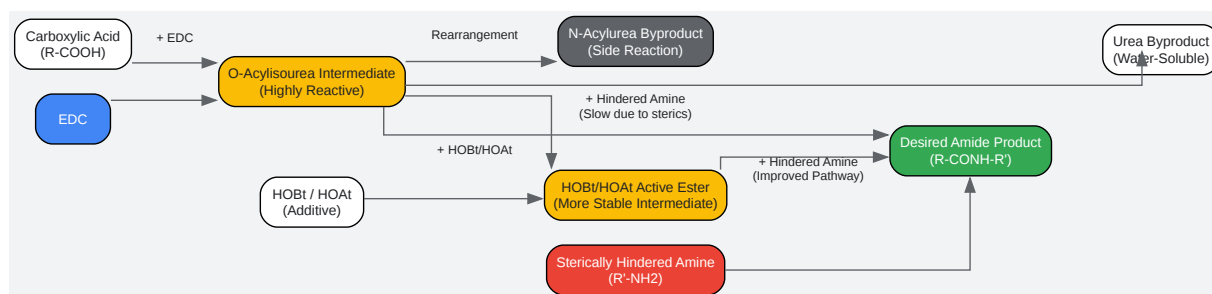 Carboxylic Acid
(R-COOH)
+ EDC
EDC
O-Acylisourea Intermediate
(Highly Reactive)
Rearrangement
N-Acylurea Byproduct
(Side Reaction)
Urea Byproduct
(Water-Soluble)
+ Hindered Amine
(Slow due to sterics)
+ HOBt/HOAt
Desired Amide Product
(R-CONH-R')
+ Hindered Amine
(Improved Pathway)
HOBt / HOAt
(Additive)
HOBt/HOAt Active Ester
(More Stable Intermediate)
Sterically Hindered Amine
(R'-NH2)